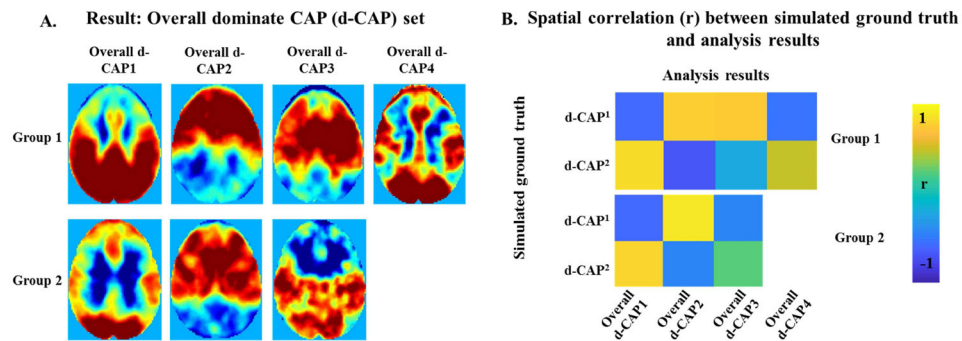 A. Result: Overall dominate CAP (d-CAP) set
Overall d-
CAP1
Overall d-
CAP2
Overall d-
CAP3
Overall d-
CAP4
Group 1
Group 2
B. Spatial correlation (r) between simulated ground truth
and analysis results
Analysis results
Simulated ground truth
d-CAP¹
d-CAP²
d-CAP¹
d-CAP²
Overall
d-CAP1
Overall
d-CAP2
Overall
d-CAP3
Overall
d-CAP4
Group 1
Group 2
1
r
-1